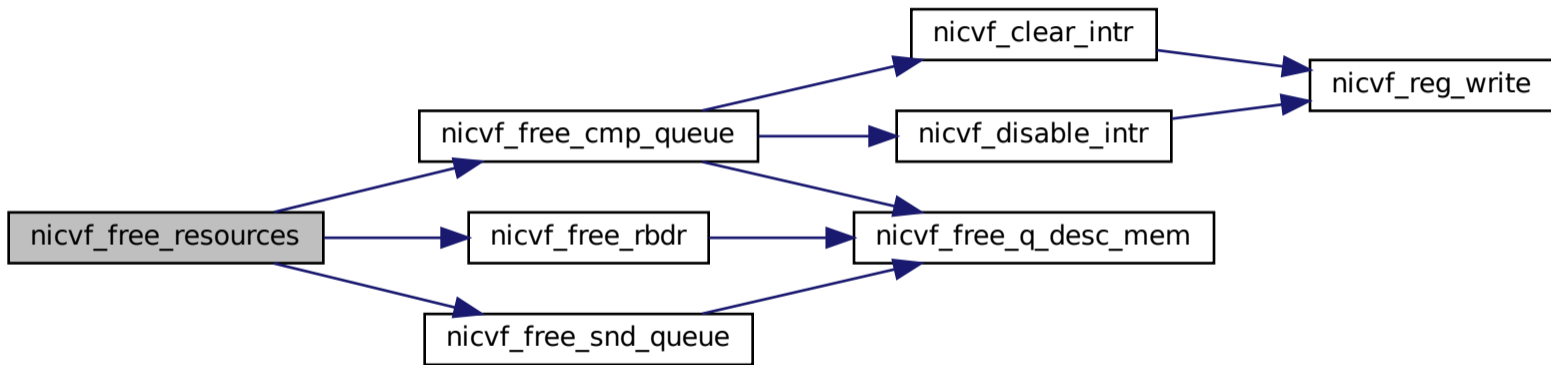 nicvf_clear_intr
nicvf_reg_write
nicvf_free_cmp_queue
nicvf_disable_intr
nicvf_free_resources
nicvf_free_rbdr
nicvf_free_q_desc_mem
nicvf_free_snd_queue